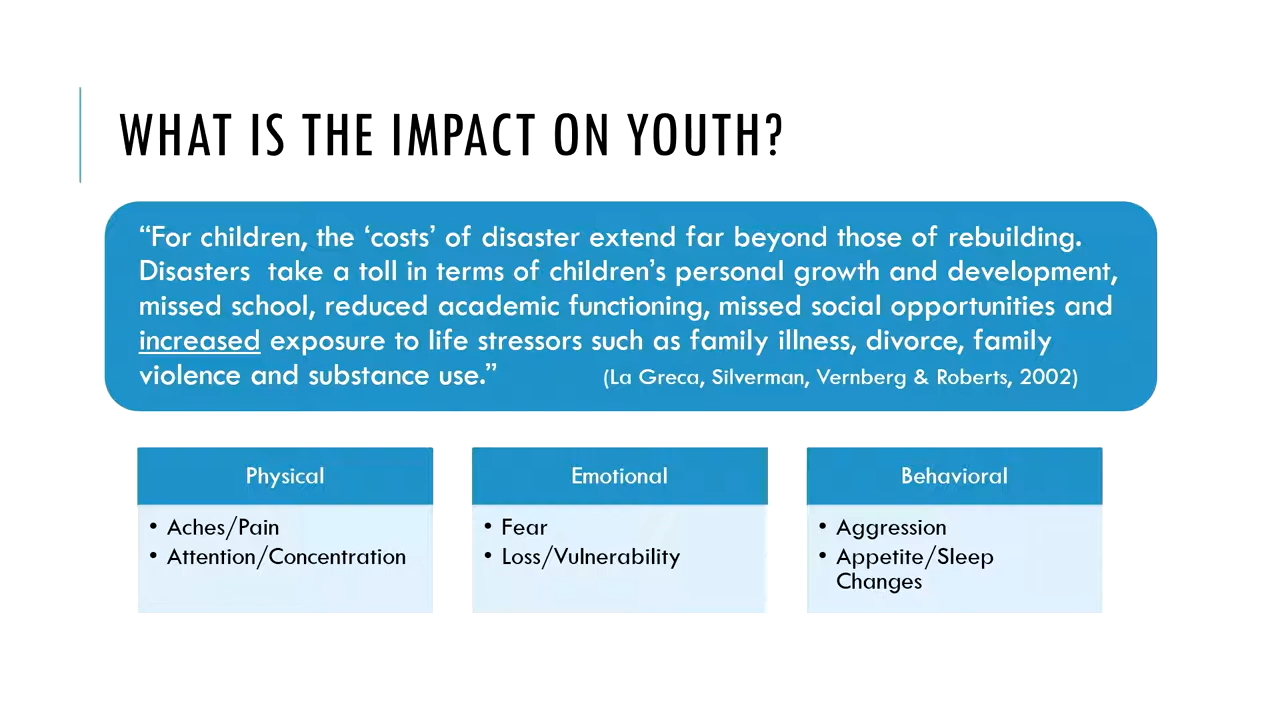 WHAT IS THE IMPACT ON YOUTH?
“For children, the ‘costs’ of disaster extend far beyond those of rebuilding.
Disasters take a toll in terms of children’s personal growth and development,
missed school, reduced academic functioning, missed social opportunities and
increased exposure to life stressors such as family illness, divorce, family
violence and substance use.” (La Greca, Silverman, Vernberg & Roberts, 2002)
Physical
• Aches/Pain
• Attention/Concentration
Emotional
• Fear
• Loss/Vulnerability
Behavioral
• Aggression
• Appetite/Sleep
Changes